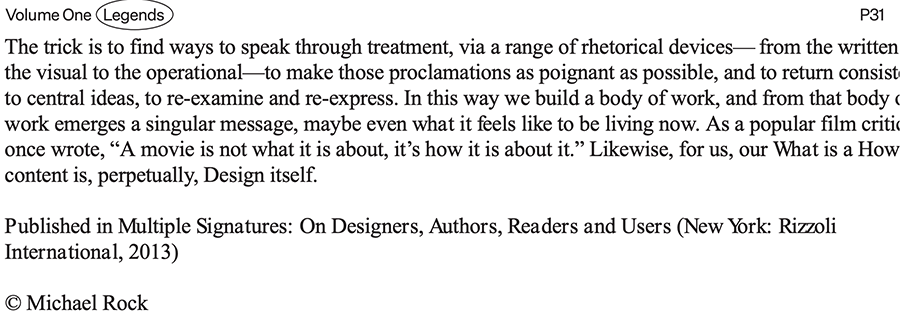 Volume One Legends P31
The trick is to find ways to speak through treatment, via a range of rhetorical devices— from the written
the visual to the operational—to make those proclamations as poignant as possible, and to return
to central ideas, to re-examine and re-express. In this way we build a body of work, and from that body
work emerges a singular message, maybe even what it feels like to be living now. As a popular film
once wrote, “A movie is not what it is about, it’s how it is about it.” Likewise, for us, our What is a How
content is, perpetually, Design itself.
Published in Multiple Signatures: On Designers, Authors, Readers and Users (New York: Rizzoli
International, 2013)
© Michael Rock